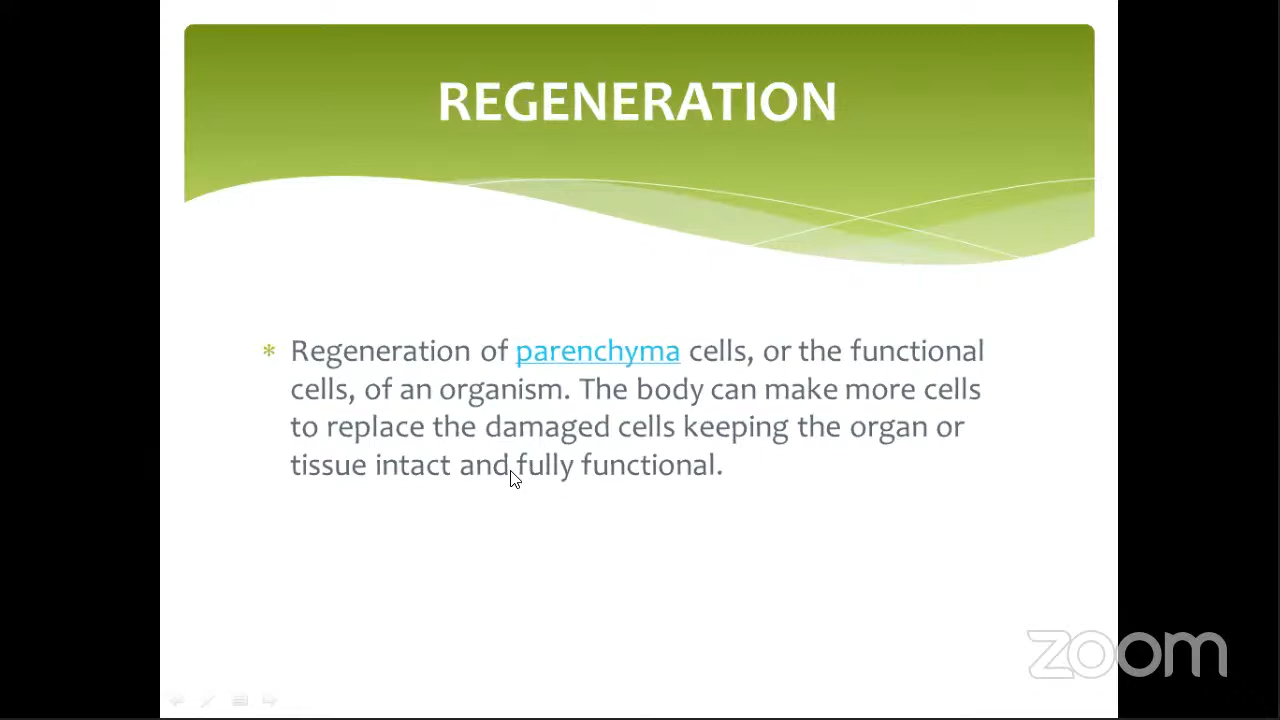 REGENERATION
* Regeneration of parenchyma cells, or the functional
cells, of an organism. The body can make more cells
to replace the damaged cells keeping the organ or
tissue intact and fully functional.
zoom